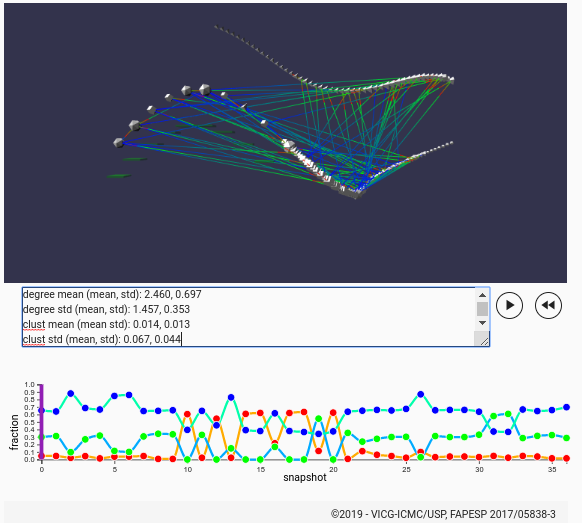 degree mean (mean, std): 2.460, 0.697
degree std (mean, std): 1.457, 0.353
clust mean (mean, std): 0.014, 0.013
clust std (mean, std): 0.067, 0.044
1.0
0.9
0.8
0.7
0.6
0.5
0.4
0.3
0.2
0.1
0.0
fraction
0 5 10 15 20 25 30 35
snapshot
©2019 - VICG-ICMC/USP, FAPESP 2017/05838-3